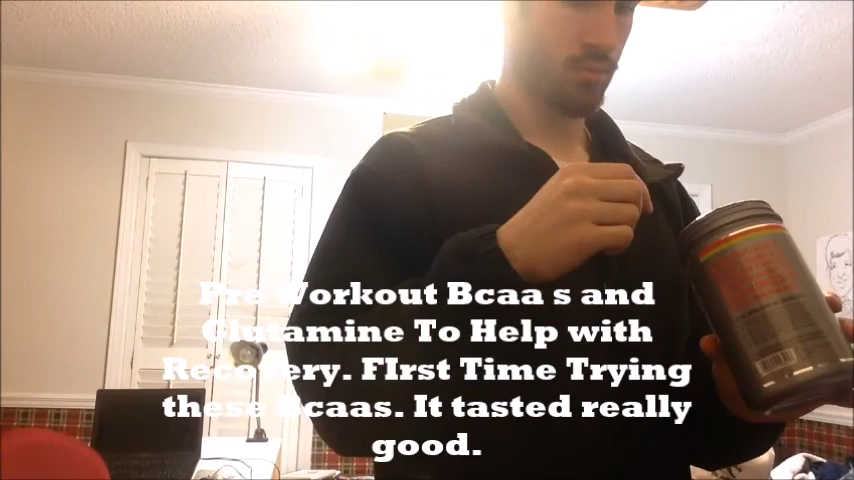 Pre Workout Bcaa s and
Glutamine To Help with
Recovery. FIrst Time Trying
these Bcaas. It tasted really
good.